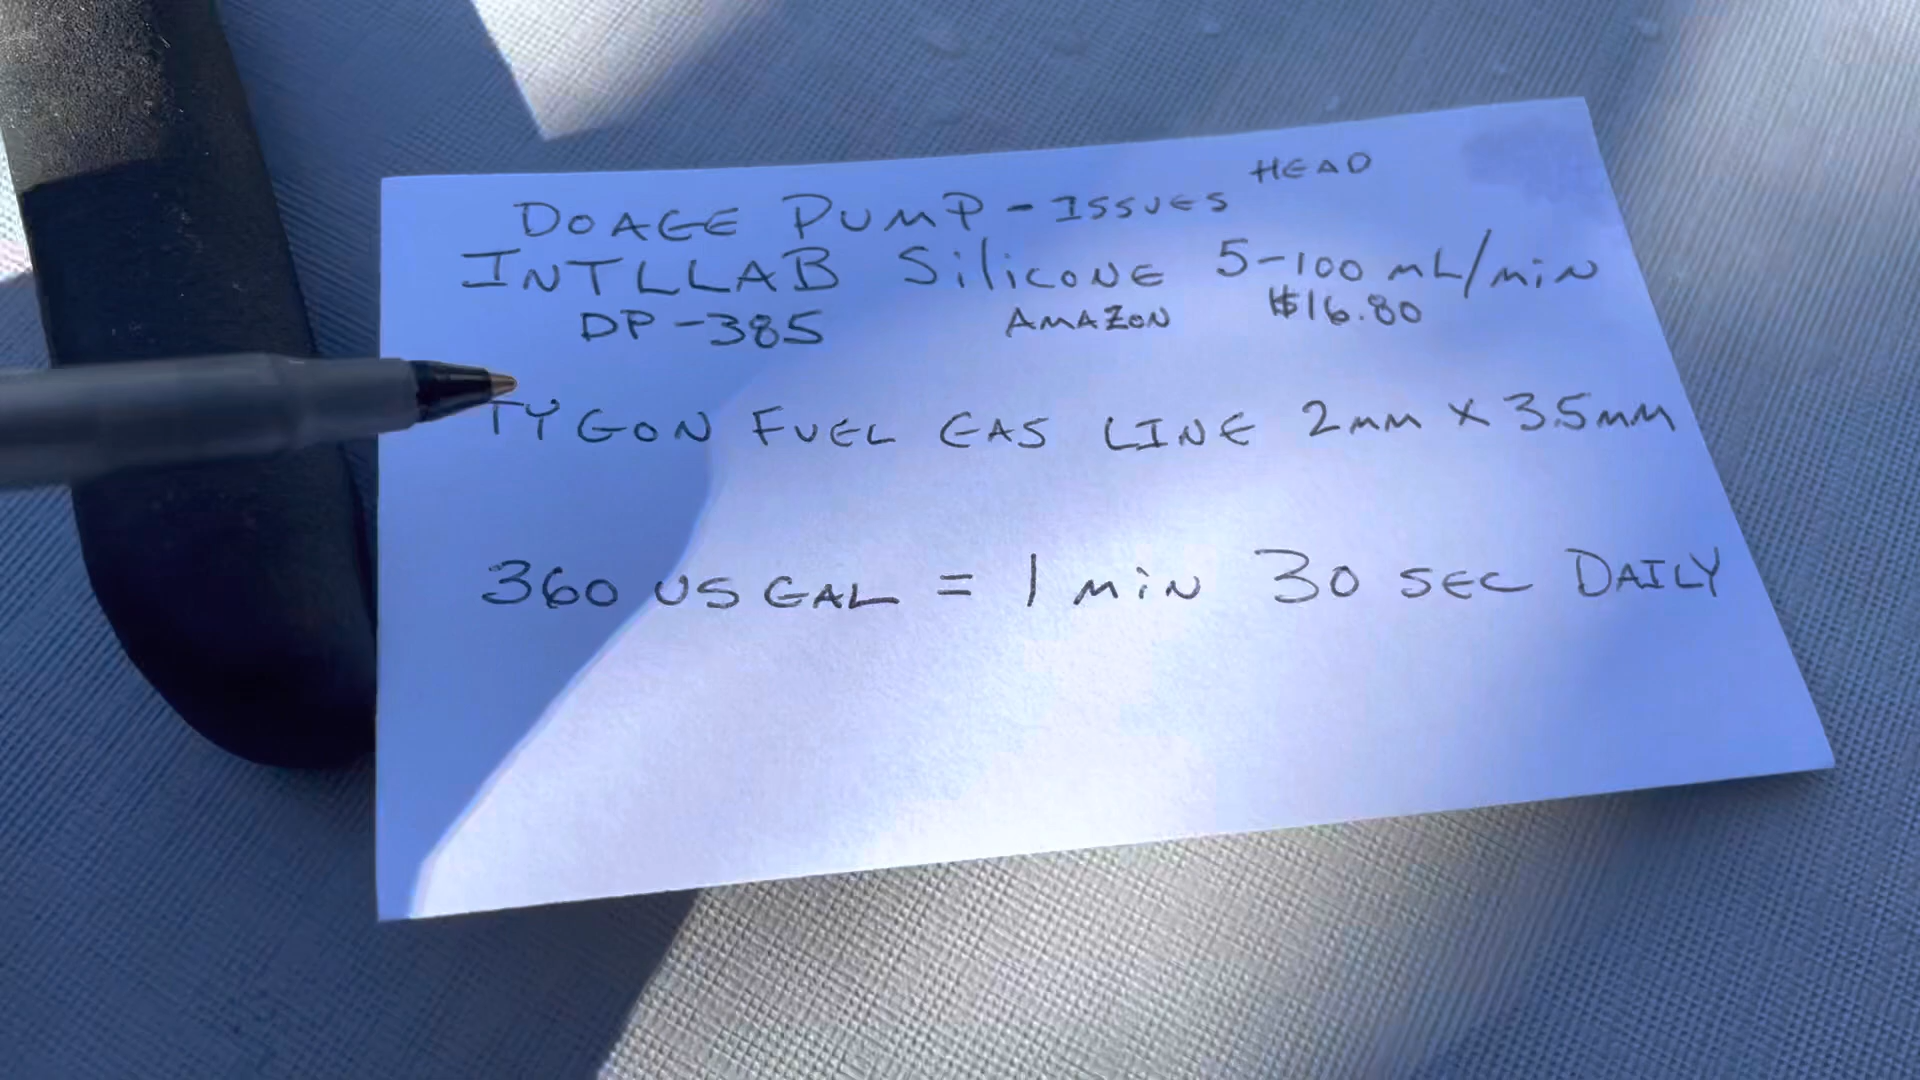 DOAGE PUMP - ISSUES HEAD
INTLLAB Silicone 5-100 mL/min
DP-385 AMAZON $16.80
TYGON FUEL GAS LINE 2mm X 3.5mm
360 US GAL = 1 min 30 SEC DAILY